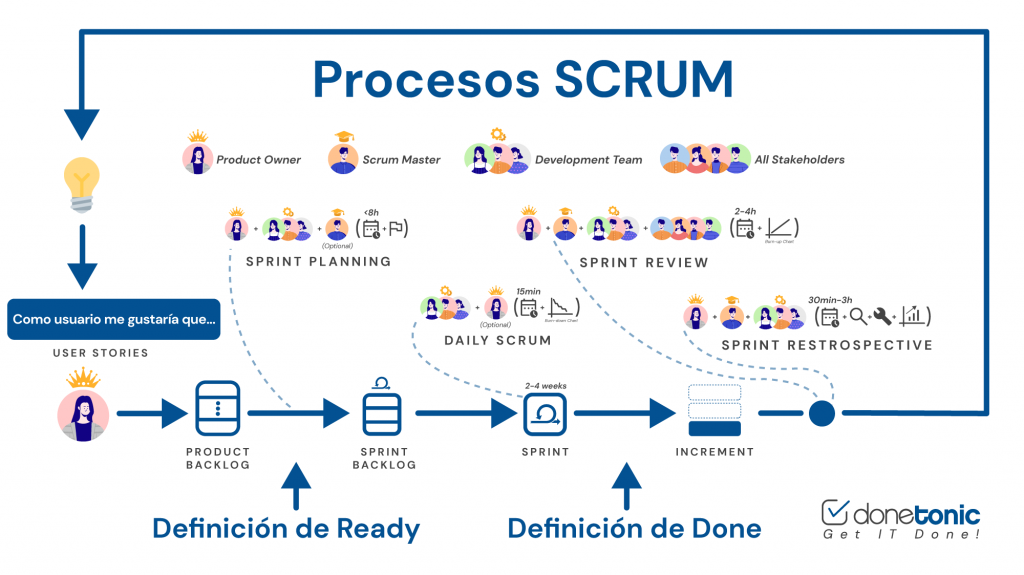 Procesos SCRUM
Product Owner
Scrum Master
Development Team
All Stakeholders
<8h
(Optional)
SPRINT PLANNING
2-4h
Burn-up Chart
SPRINT REVIEW
Como usuario me gustaría que...
USER STORIES
15min
(Optional)
Burn-down Chart
DAILY SCRUM
30min-3h
SPRINT RESTROSPECTIVE
2-4 weeks
PRODUCT
BACKLOG
SPRINT
BACKLOG
SPRINT
INCREMENT
Definición de Ready
Definición de Done
donetonic
Get IT Done!